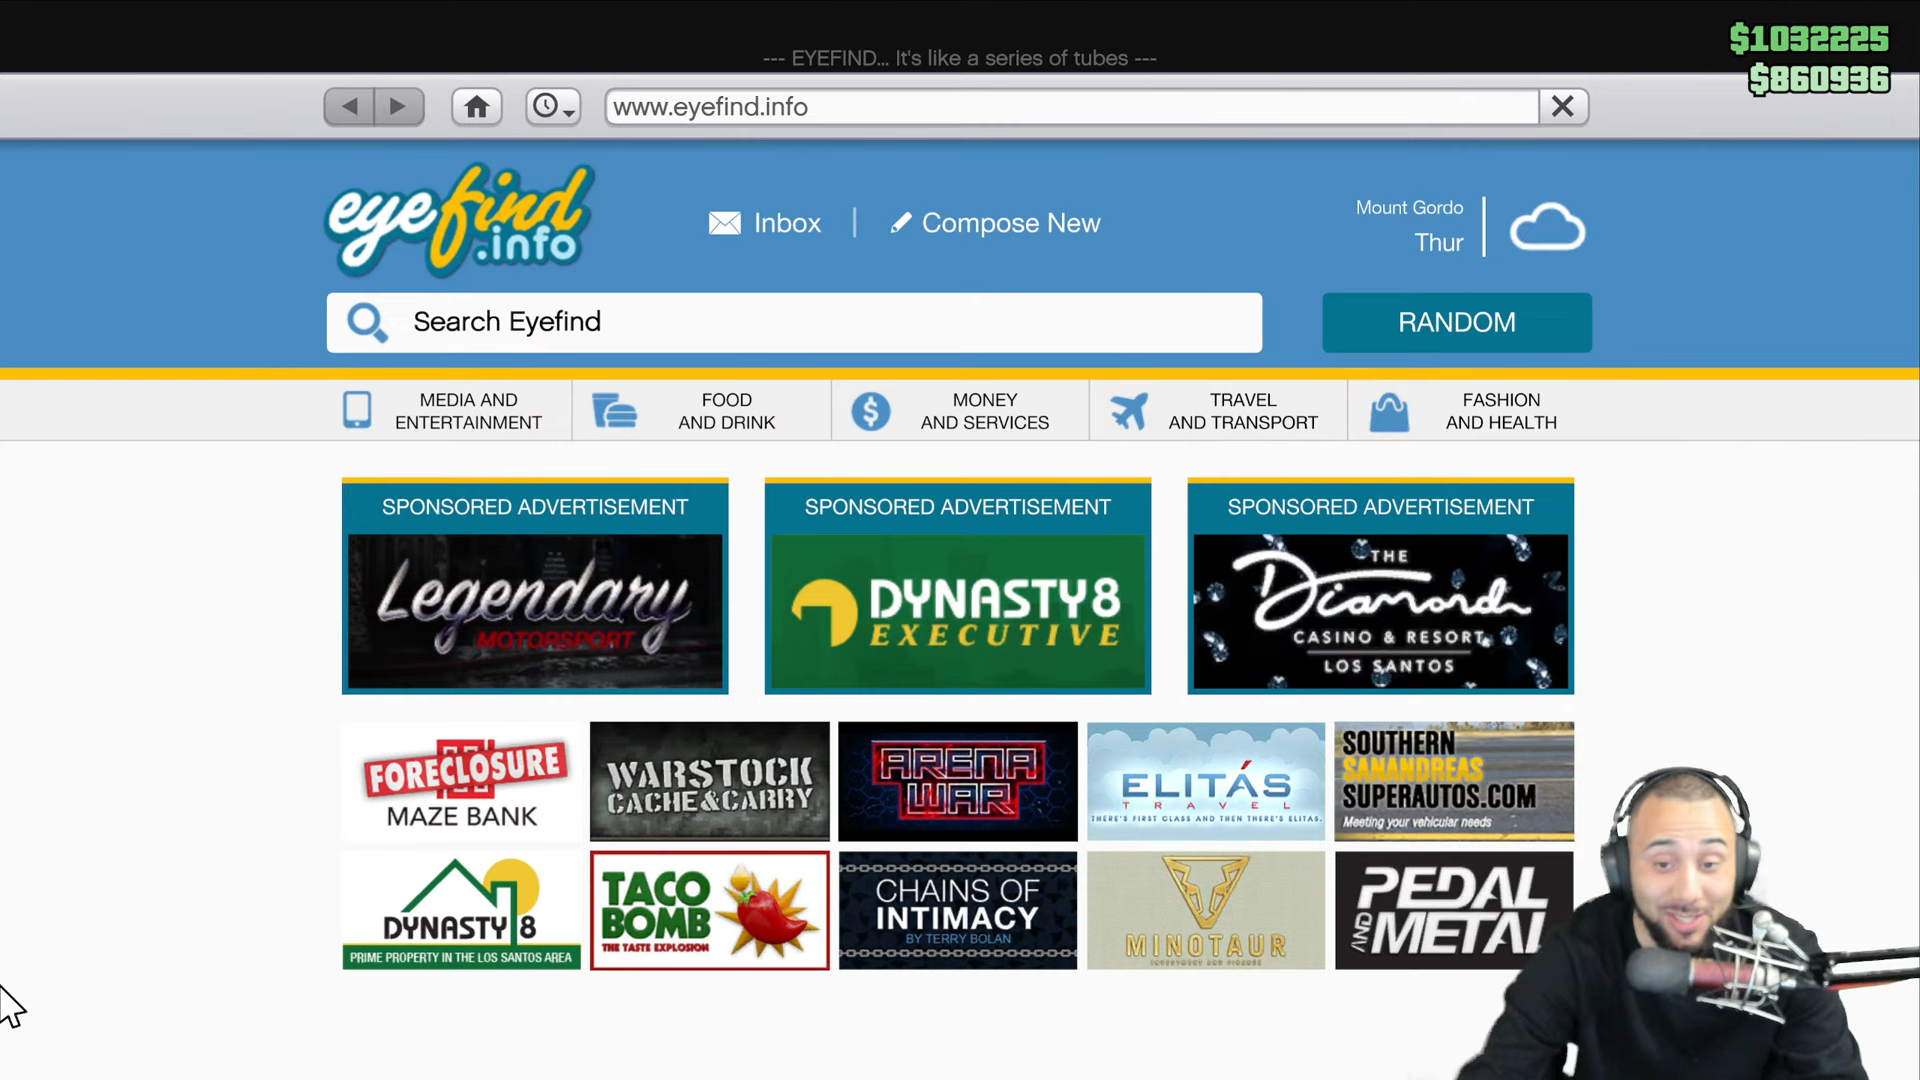 $1032225
--- EYEFIND... It's like a series of tubes ---
$860936
www.eyefind.info
eyefind
.info
Inbox
Compose New
Mount Gordo
Thur
Search Eyefind
RANDOM
MEDIA AND
ENTERTAINMENT
FOOD
AND DRINK
MONEY
AND SERVICES
TRAVEL
AND TRANSPORT
FASHION
AND HEALTH
SPONSORED ADVERTISEMENT
Legendary
MOTORSPORT
SPONSORED ADVERTISEMENT
DYNASTY8
EXECUTIVE
SPONSORED ADVERTISEMENT
THE
Diamond
CASINO & RESORT
LOS SANTOS
FORECLOSURE
MAZE BANK
WARSTOCK
CACHE&CARRY
ARENA
WAR
ELITÁS
TRAVEL
THERE'S FIRST CLASS AND THEN THERE'S ELITAS.
SOUTHERN
SANANDREAS
SUPERAUTOS.COM
Meeting your vehicular needs
DYNASTY 8
PRIME PROPERTY IN THE LOS SANTOS AREA
TACO
BOMB
THE TASTE EXPLOSION
CHAINS OF
INTIMACY
BY TERRY BOLAN
MINOTAUR
INVESTMENT AND FINANCE
PEDAL
AND METAL